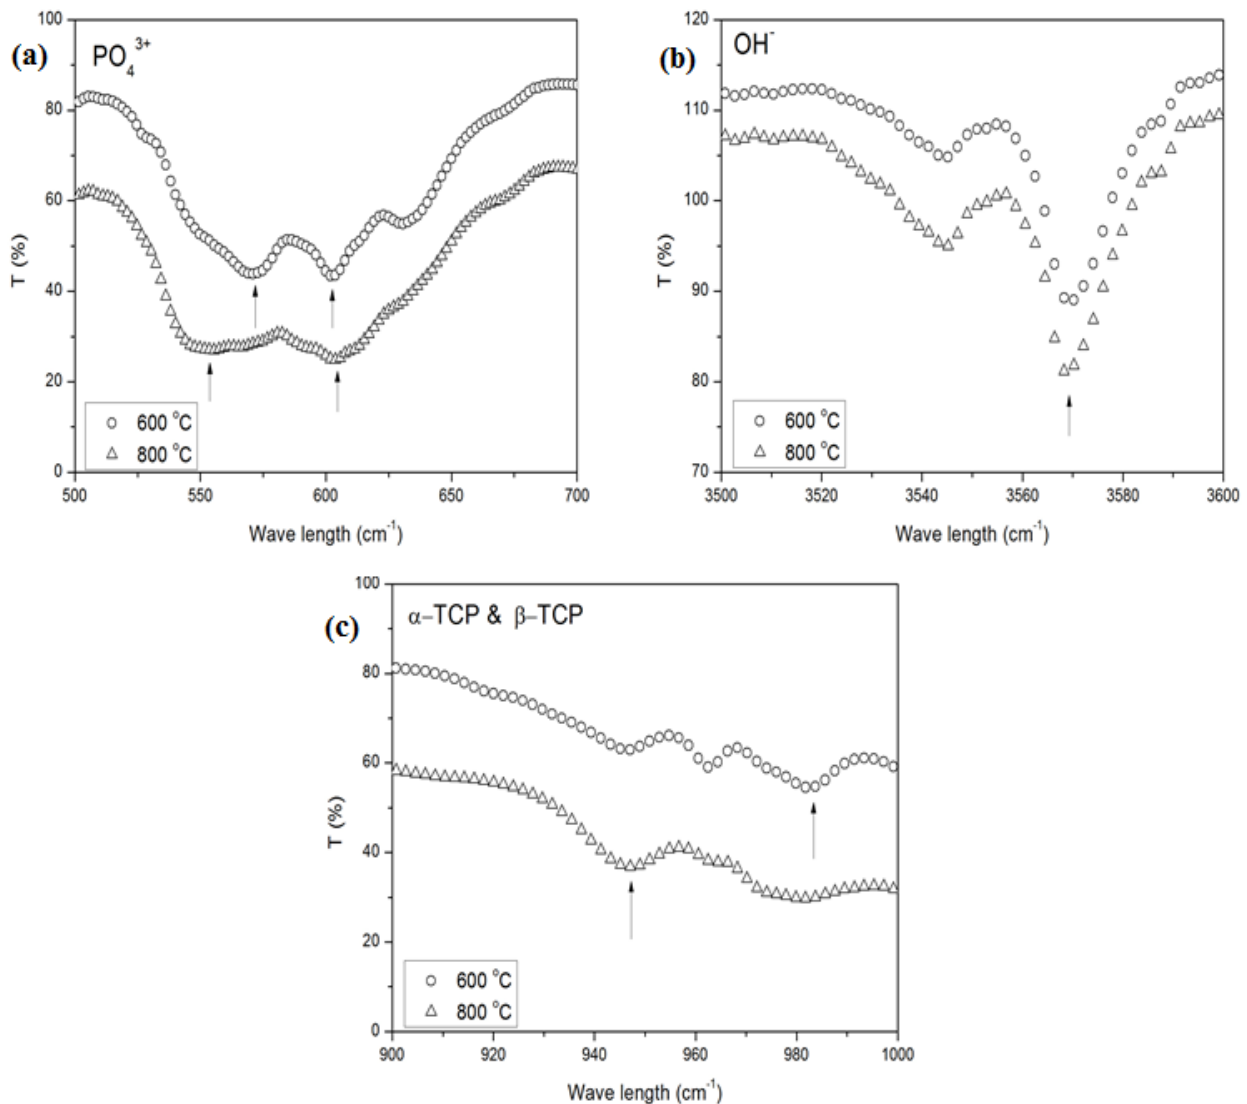 (a)
PO₄³⁺
100
80
60
40
20
0
T (%)
600 °C
800 °C
500 550 600 650 700
Wave length (cm⁻¹)
(b)
OH⁻
120
110
100
90
80
70
T (%)
600 °C
800 °C
3500 3520 3540 3560 3580 3600
Wave length (cm⁻¹)
(c)
α–TCP & β–TCP
100
80
60
40
20
0
T (%)
600 °C
800 °C
900 920 940 960 980 1000
Wave length (cm⁻¹)